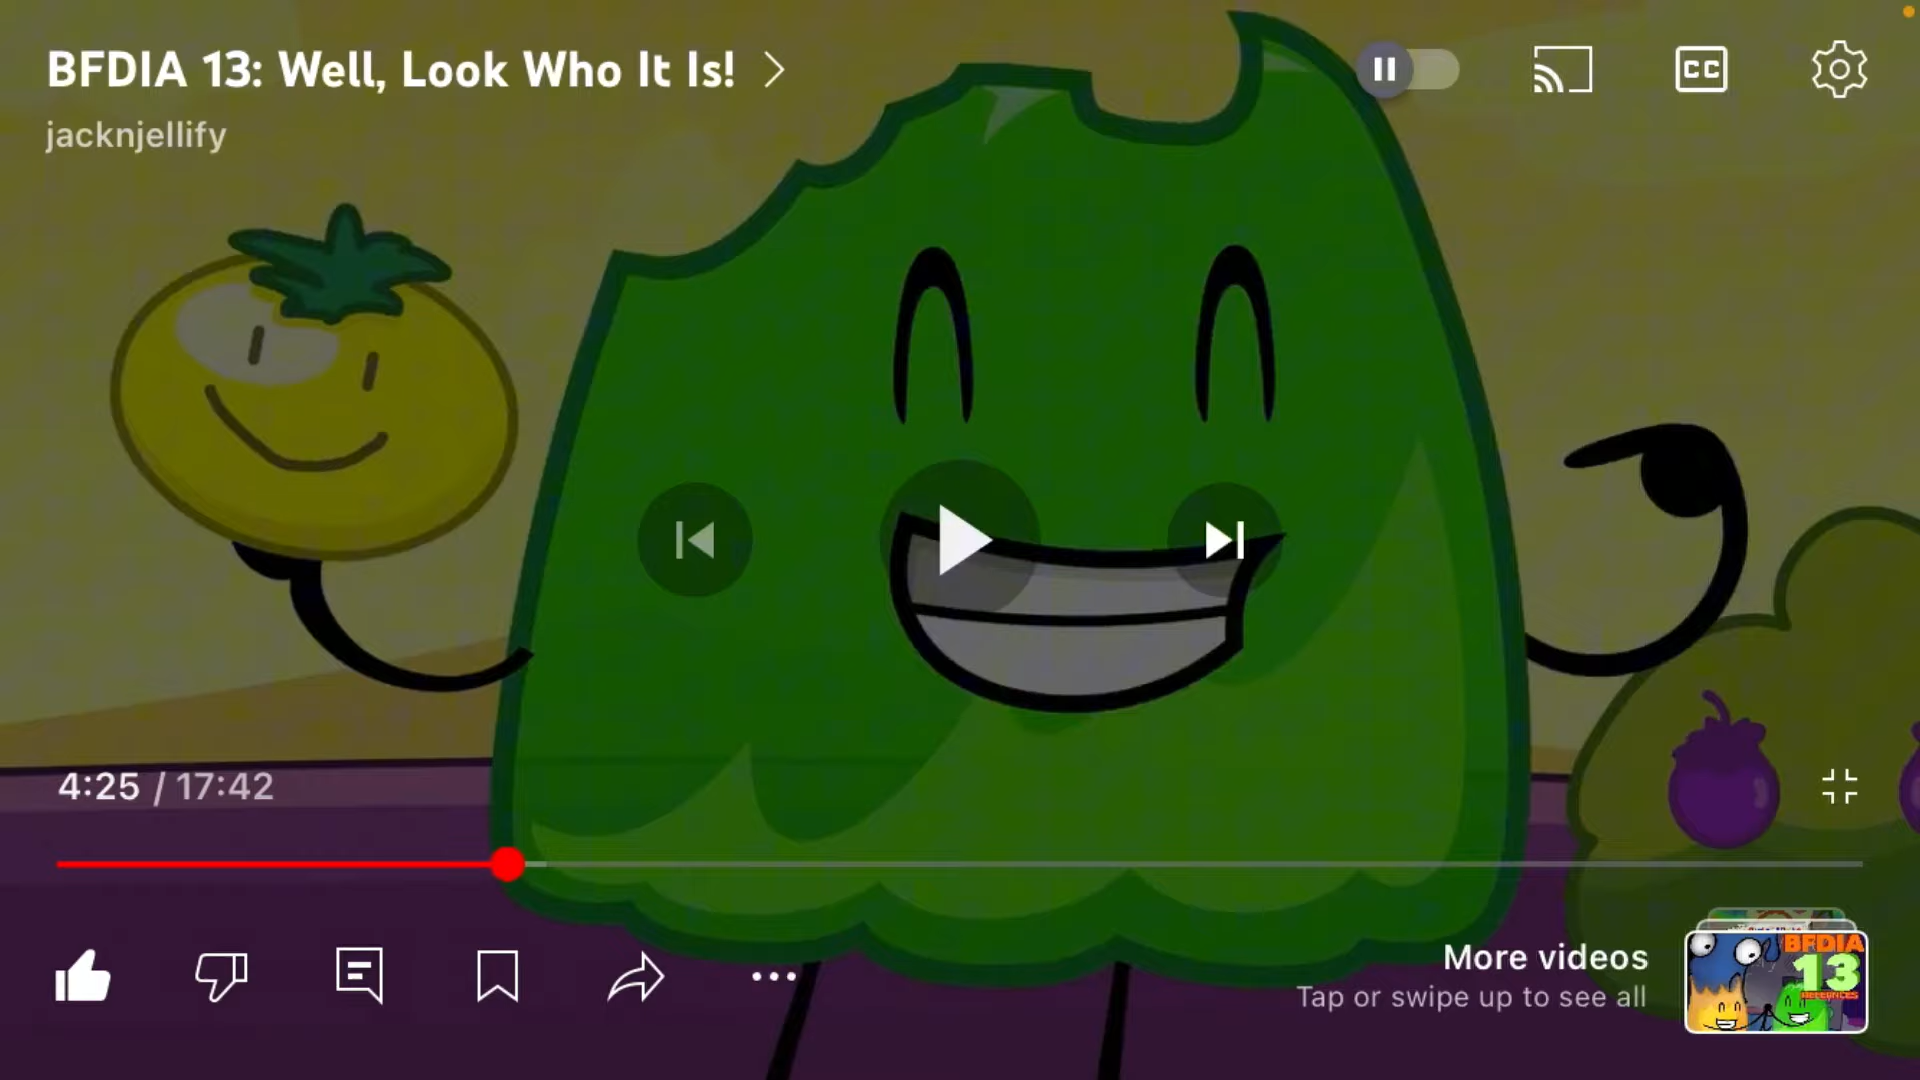 BFDIA 13: Well, Look Who It Is!
jacknjellify
CC
4:25 / 17:42
More videos
Tap or swipe up to see all
BFDIA
13